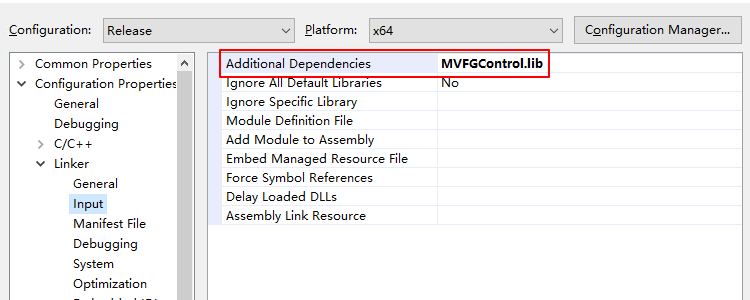 Configuration: Release Platform: x64 Configuration Manager...
Common Properties
Configuration Properties
General
Debugging
C/C++
Linker
General
Input
Manifest File
Debugging
System
Optimization
Additional Dependencies MVFGControl.lib
Ignore All Default Libraries No
Ignore Specific Library
Module Definition File
Add Module to Assembly
Embed Managed Resource File
Force Symbol References
Delay Loaded DLLs
Assembly Link Resource